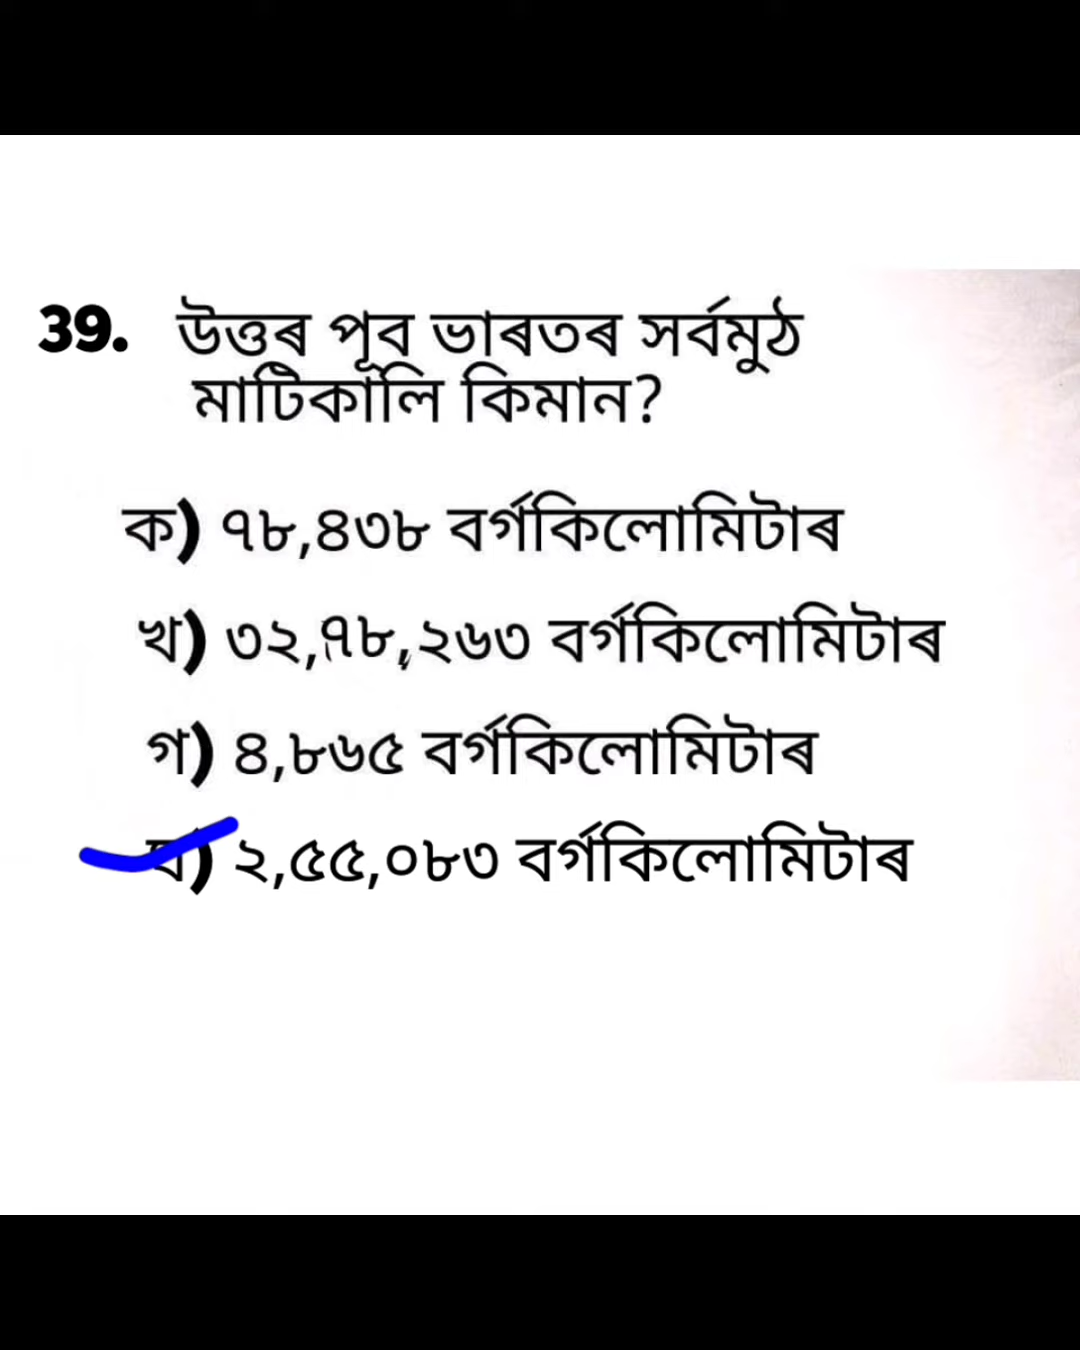 39. উত্তৰ পূব ভাৰতৰ সৰ্বমুঠ
মাটিকালি কিমান?
ক) ৭৮,৪৩৮ বৰ্গকিলোমিটাৰ
খ) ৩২,৭৮,২৬৩ বৰ্গকিলোমিটাৰ
গ) ৪,৮৬৫ বৰ্গকিলোমিটাৰ
ঘ) ২,৫৫,০৮৩ বৰ্গকিলোমিটাৰ